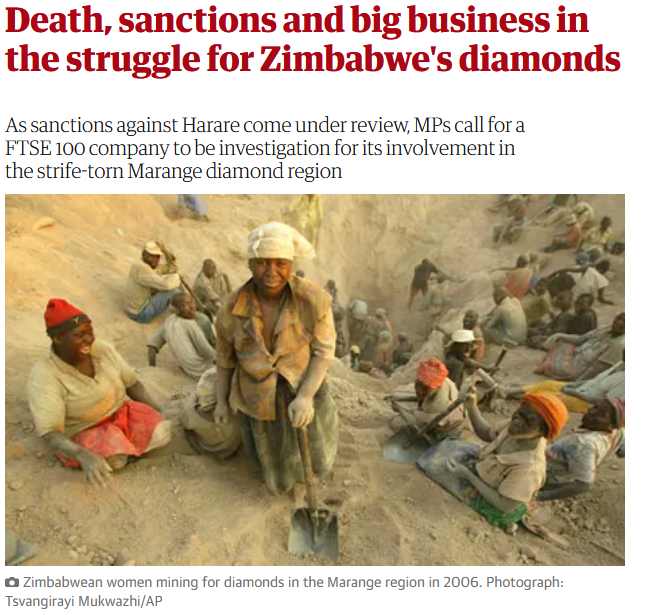 Death, sanctions and big business in
the struggle for Zimbabwe's diamonds
As sanctions against Harare come under review, MPs call for a
FTSE 100 company to be investigation for its involvement in
the strife-torn Marange diamond region
Zimbabwean women mining for diamonds in the Marange region in 2006. Photograph:
Tsvangirayi Mukwazhi/AP